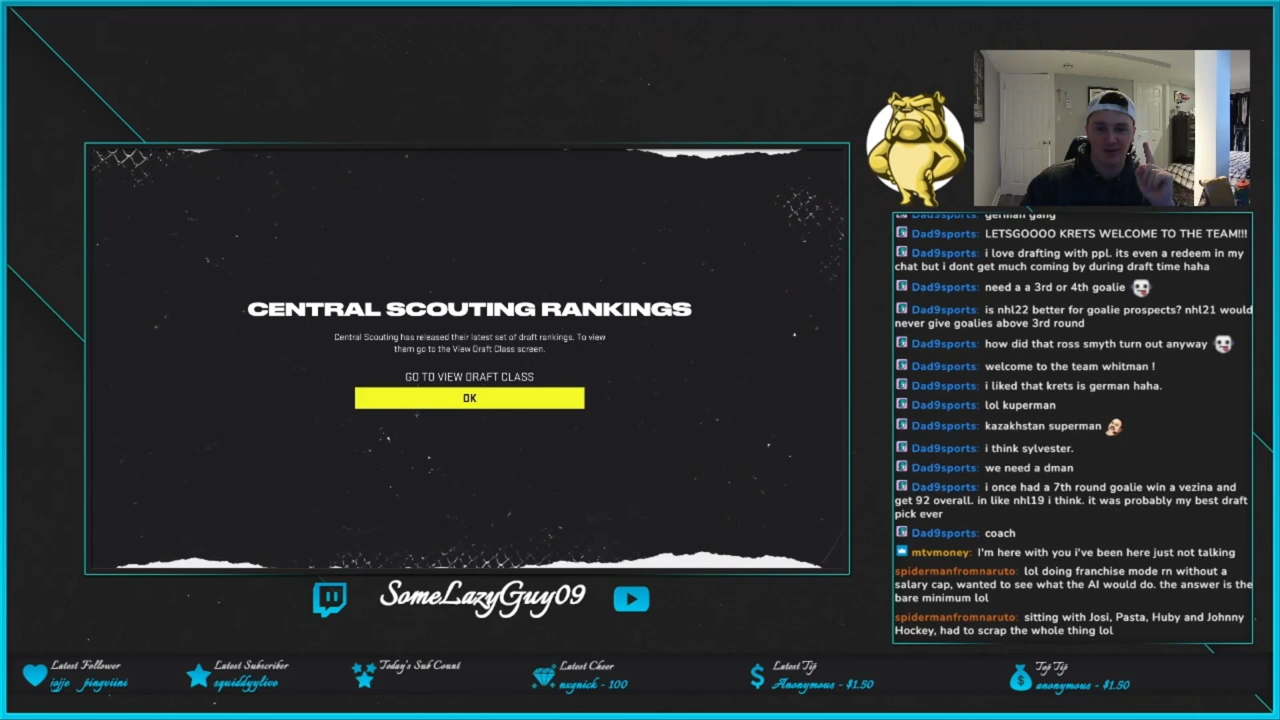 CENTRAL SCOUTING RANKINGS
Central Scouting has released their latest set of draft rankings. To view
them go to the View Draft Class screen.
GO TO VIEW DRAFT CLASS
OK
Dad9sports: german gang
Dad9sports: LETSGOOOO KRETS WELCOME TO THE TEAM!!!
Dad9sports: i love drafting with ppl. its even a redeem in my
chat but i dont get much coming by during draft time haha
Dad9sports: need a a 3rd or 4th goalie
Dad9sports: is nhl22 better for goalie prospects? nhl21 would
never give goalies above 3rd round
Dad9sports: how did that ross smyth turn out anyway
Dad9sports: welcome to the team whitman !
Dad9sports: i liked that krets is german haha.
Dad9sports: lol kuperman
Dad9sports: kazakhstan superman
Dad9sports: i think sylvester.
Dad9sports: we need a dman
Dad9sports: i once had a 7th round goalie win a vezina and
get 92 overall. in like nhl19 i think. it was probably my best draft
pick ever
Dad9sports: coach
mtvmoney: I'm here with you i've been here just not talking
spidermanfromnaruto: lol doing franchise mode rn without a
salary cap, wanted to see what the AI would do. the answer is the
bare minimum lol
spidermanfromnaruto: sitting with Josi, Pasta, Huby and Johnny
Hockey, had to scrap the whole thing lol
SomeLazyGuy09
Latest Follower
Latest Subscriber
squiddyylive
Today's Sub Count
Latest Cheer
nxgnick - 100
Latest Tip
Anonymous - $1.50
Top Tip
anonymous - $1.50